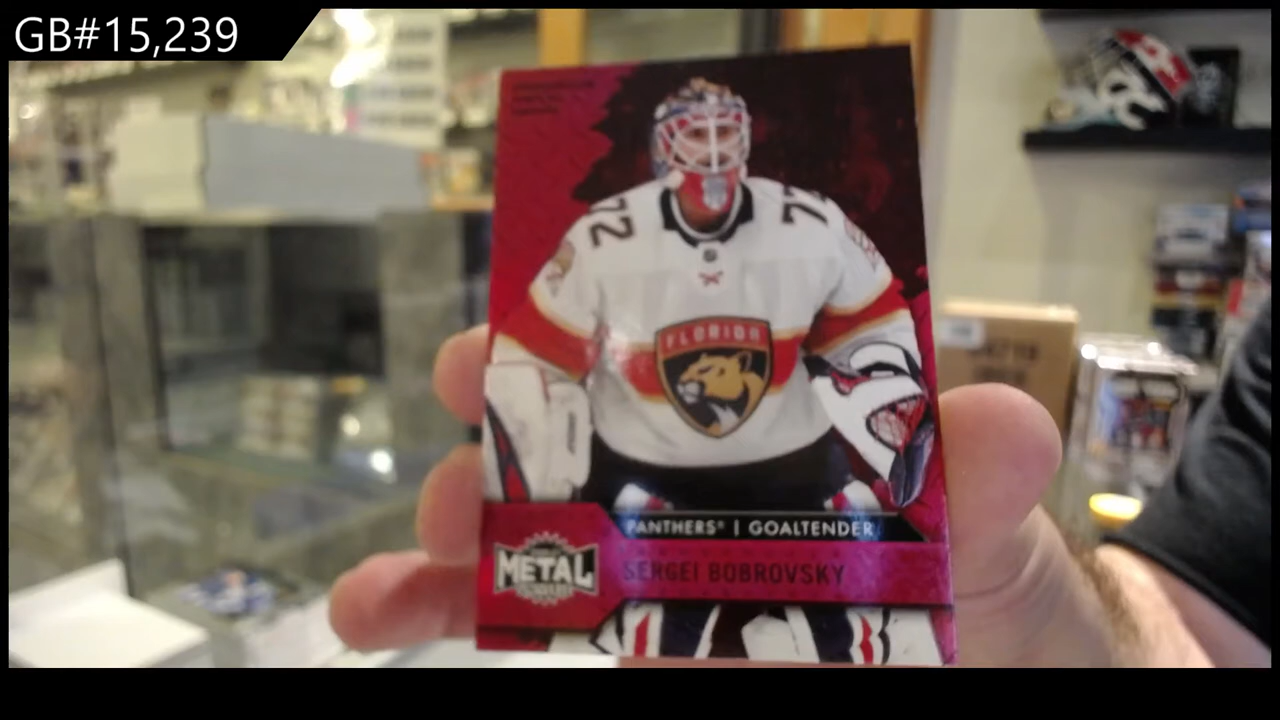 GB#15,239
72
72
FLORIDA
PANTHERS® | GOALTENDER
METAL
SERGEI BOBROVSKY